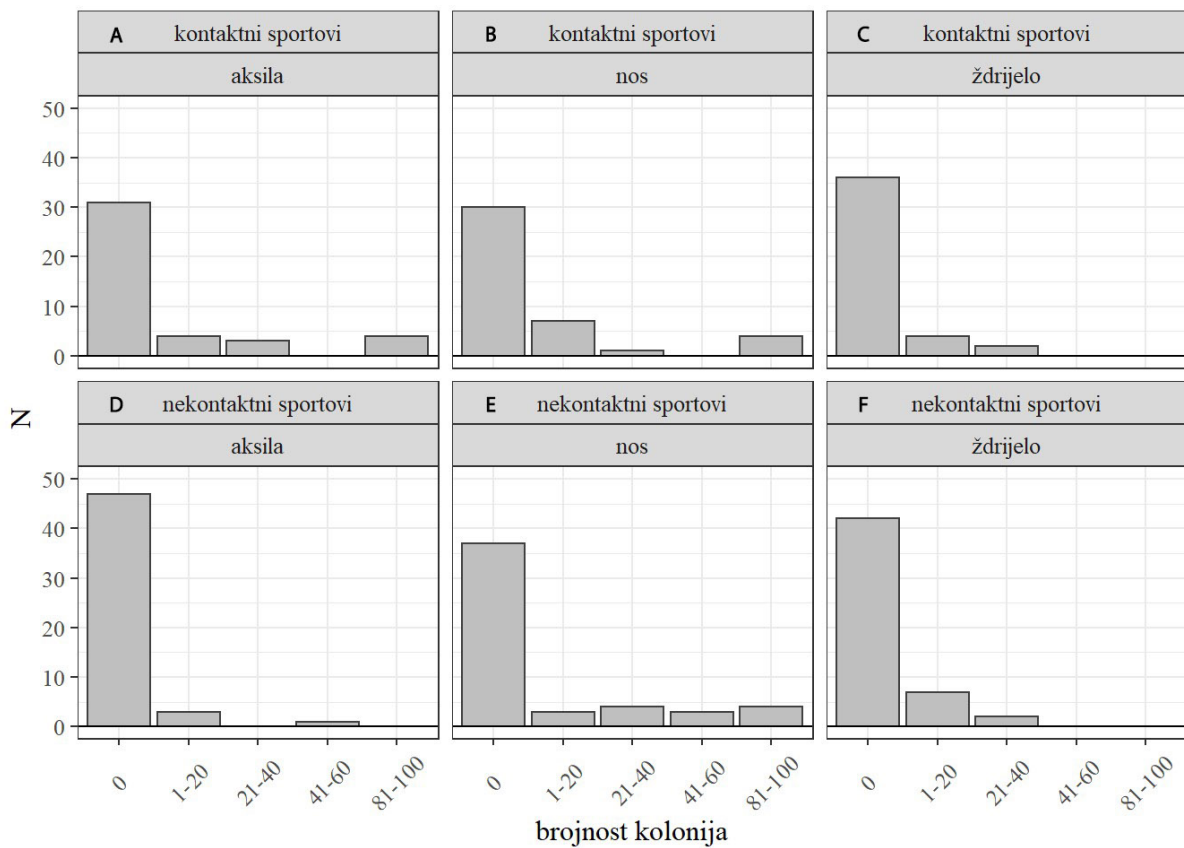 A kontaktni sportovi
aksila
B kontaktni sportovi
nos
C kontaktni sportovi
ždrijelo
50
40
30
20
10
0
N
D nekontaktni sportovi
aksila
E nekontaktni sportovi
nos
F nekontaktni sportovi
ždrijelo
50
40
30
20
10
0
0 1-20 21-40 41-60 81-100
0 1-20 21-40 41-60 81-100
0 1-20 21-40 41-60 81-100
brojnost kolonija